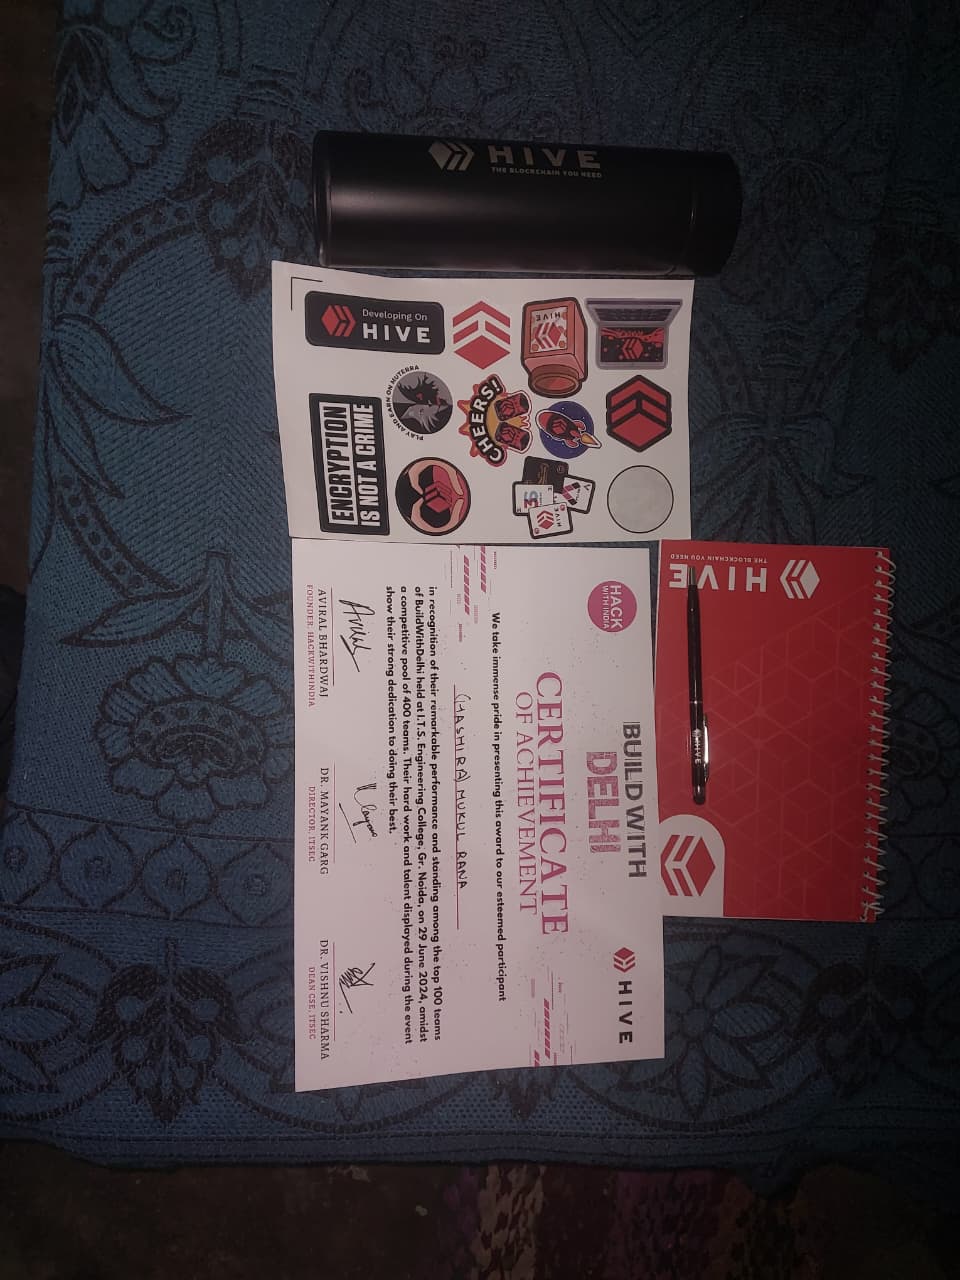 HIVE
THE BLOCKCHAIN YOU NEED
Developing On
HIVE
HIVE
PLAY AND EARN ON MUTERRA
CHEERS!
ENCRYPTION
IS NOT A CRIME
HIVE
HACK
WITH INDIA
BUILD WITH
DELHI
HIVE
CERTIFICATE
OF ACHIEVEMENT
We take immense pride in presenting this award to our esteemed participant
(HASHIRA) MUKUL RANA
in recognition of their remarkable performance and standing among the top 100 teams
of BuildWithDelhi held at I.T.S. Engineering College, Gr. Noida, on 29 June 2024, amidst
a competitive pool of 400 teams. Their hard work and talent displayed during the event
show their strong dedication to doing their best.
AVIRAL BHARDWAJ
FOUNDER, HACKWITHINDIA
DR. MAYANK GARG
DIRECTOR, ITSEC
DR. VISHNU SHARMA
DEAN CSE, ITSEC
HIVE
THE BLOCKCHAIN YOU NEED
HIVE